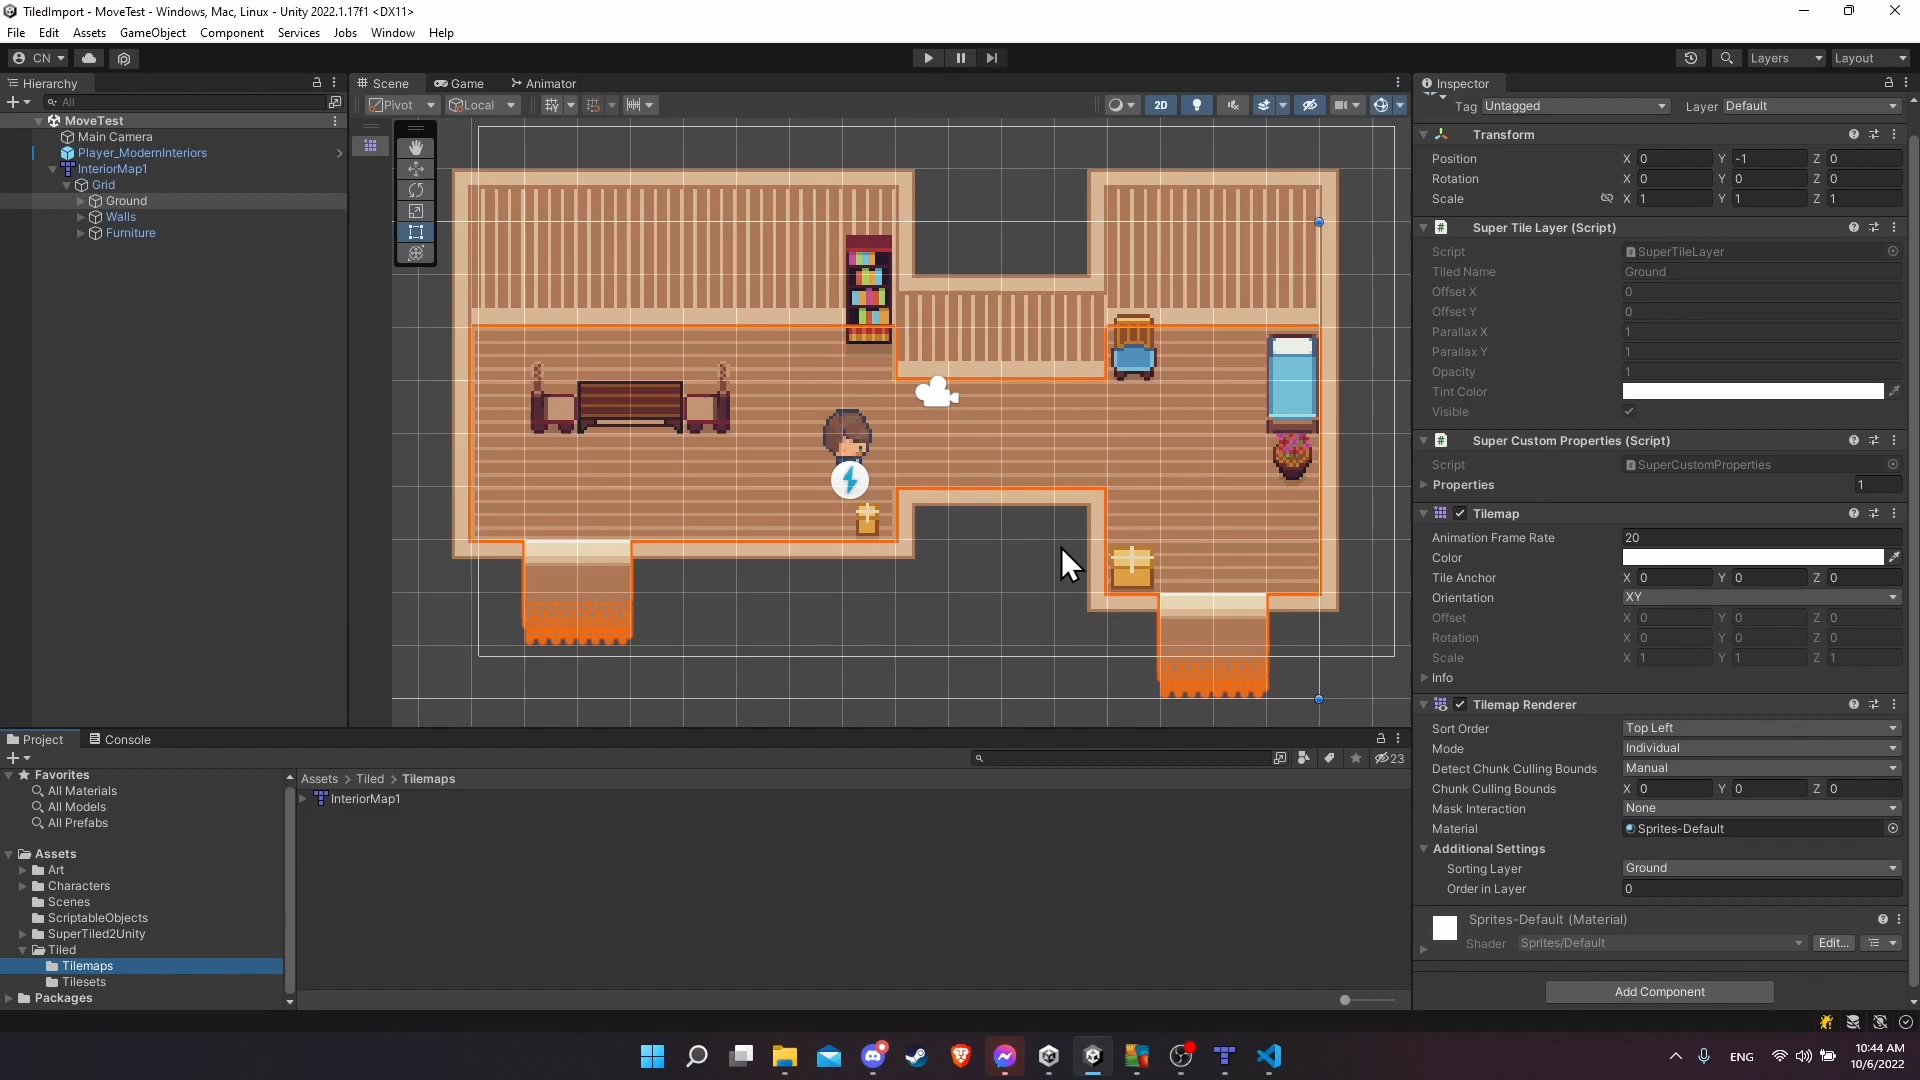 TiledImport - MoveTest - Windows, Mac, Linux - Unity 2022.1.17f1 <DX11>
File Edit Assets GameObject Component Services Jobs Window Help
CN Layers Layout
Hierarchy
All
MoveTest
Main Camera
Player_ModernInteriors
InteriorMap1
Grid
Ground
Walls
Furniture
Scene Game Animator
Pivot Local 2D
Inspector
Tag Untagged Layer Default
Transform
Position X 0 Y -1 Z 0
Rotation X 0 Y 0 Z 0
Scale X 1 Y 1 Z 1
# Super Tile Layer (Script)
Script SuperTileLayer
Tiled Name Ground
Offset X 0
Offset Y 0
Parallax X 1
Parallax Y 1
Opacity 1
Tint Color
Visible
# Super Custom Properties (Script)
Script SuperCustomProperties
Properties 1
Tilemap
Animation Frame Rate 20
Color
Tile Anchor X 0 Y 0 Z 0
Orientation XY
Offset X 0 Y 0 Z 0
Rotation X 0 Y 0 Z 0
Scale X 1 Y 1 Z 1
Info
Tilemap Renderer
Sort Order Top Left
Mode Individual
Detect Chunk Culling Bounds Manual
Chunk Culling Bounds X 0 Y 0 Z 0
Mask Interaction None
Material Sprites-Default
Additional Settings
Sorting Layer Ground
Order in Layer 0
Sprites-Default (Material)
Shader Sprites/Default Edit...
Add Component
Project Console
23
Favorites
All Materials
All Models
All Prefabs
Assets
Art
Characters
Scenes
ScriptableObjects
SuperTiled2Unity
Tiled
Tilemaps
Tilesets
Packages
Assets > Tiled > Tilemaps
InteriorMap1
ENG
10:44 AM
10/6/2022